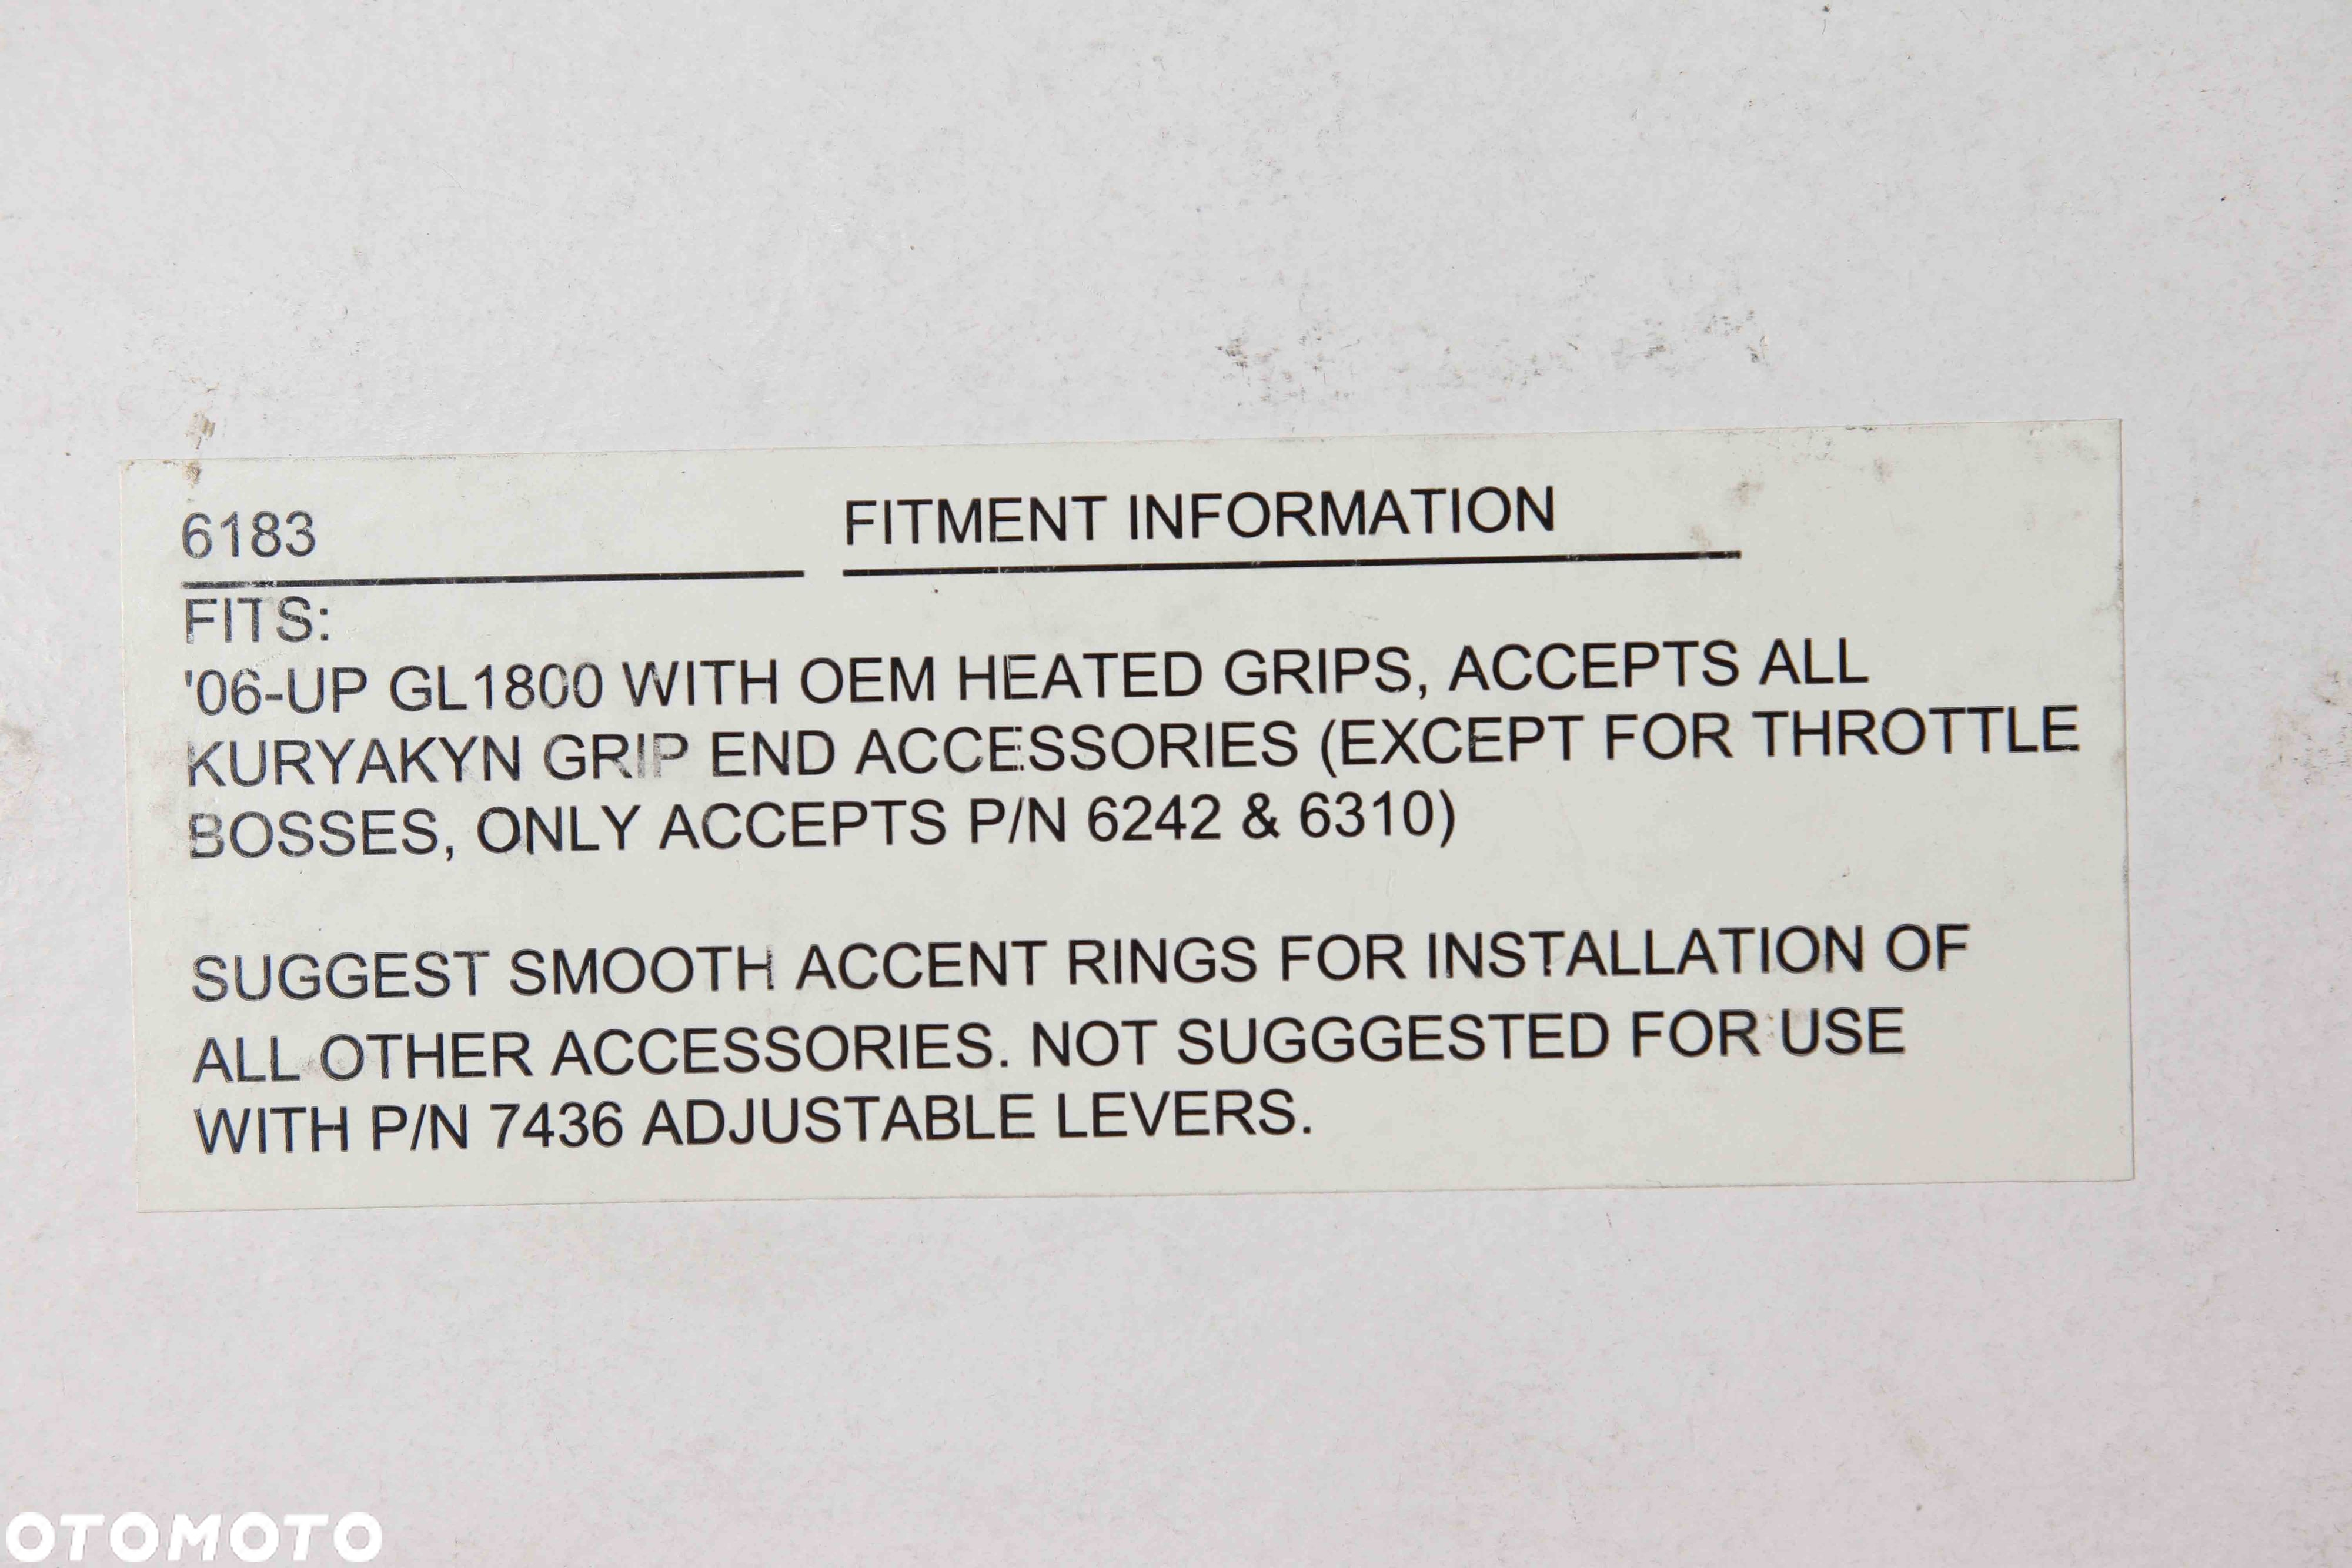 6183 FITMENT INFORMATION
FITS:
'06-UP GL1800 WITH OEM HEATED GRIPS, ACCEPTS ALL
KURYAKYN GRIP END ACCESSORIES (EXCEPT FOR THROTTLE
BOSSES, ONLY ACCEPTS P/N 6242 & 6310)
SUGGEST SMOOTH ACCENT RINGS FOR INSTALLATION OF
ALL OTHER ACCESSORIES. NOT SUGGGESTED FOR USE
WITH P/N 7436 ADJUSTABLE LEVERS.
OTOMOTO